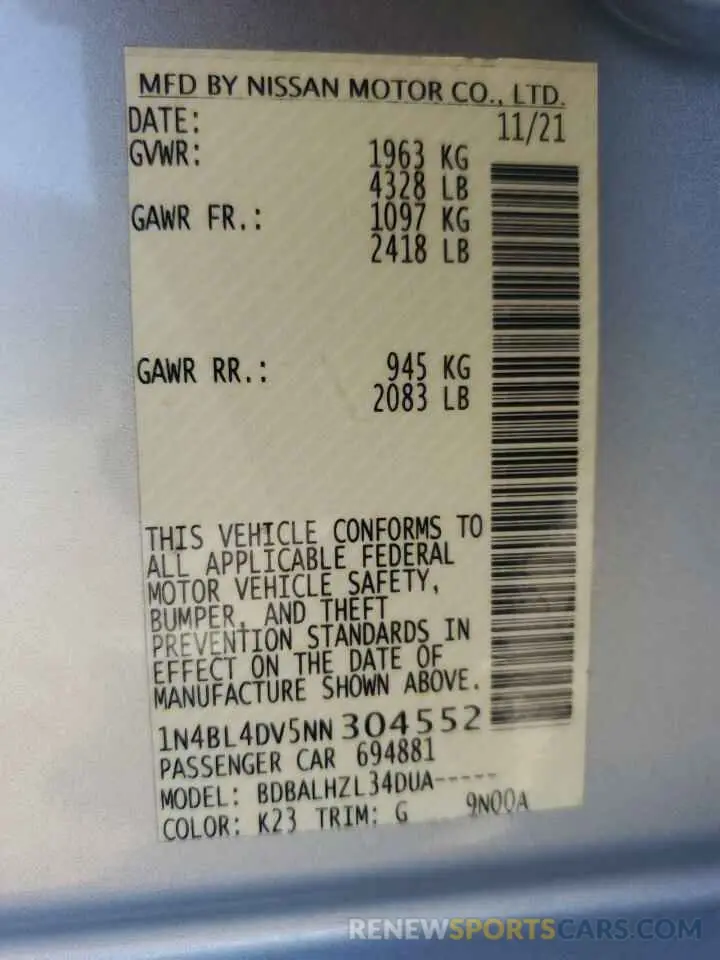 MFD BY NISSAN MOTOR CO., LTD.
DATE: 11/21
GVWR: 1963 KG
4328 LB
GAWR FR.: 1097 KG
2418 LB
GAWR RR.: 945 KG
2083 LB
THIS VEHICLE CONFORMS TO
ALL APPLICABLE FEDERAL
MOTOR VEHICLE SAFETY,
BUMPER, AND THEFT
PREVENTION STANDARDS IN
EFFECT ON THE DATE OF
MANUFACTURE SHOWN ABOVE.
1N4BL4DV5NN304552
PASSENGER CAR 694881
MODEL: BDBALHZL34DUA-----
COLOR: K23 TRIM: G 9N00A
RENEWSPORTSCARS.COM